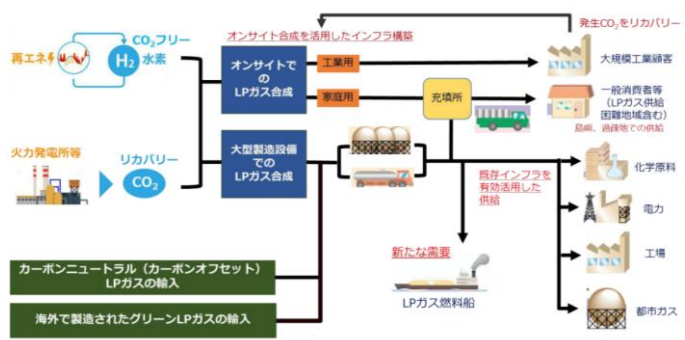 オンサイト合成を活用したインフラ構築
発生CO₂をリカバリー
再エネ
H₂
CO₂フリー
水素
オンサイトでの
LPガス合成
工業用
家庭用
充填所
大規模工業顧客
一般消費者等
(LPガス供給
困難地域含む)
島嶼、過疎地での供給
火力発電所等
リカバリー
CO₂
大型製造設備
での
LPガス合成
既存インフラを
有効活用した
供給
化学原料
電力
工場
都市ガス
新たな需要
LPガス燃料船
カーボンニュートラル（カーボンオフセット）
LPガスの輸入
海外で製造されたグリーンLPガスの輸入